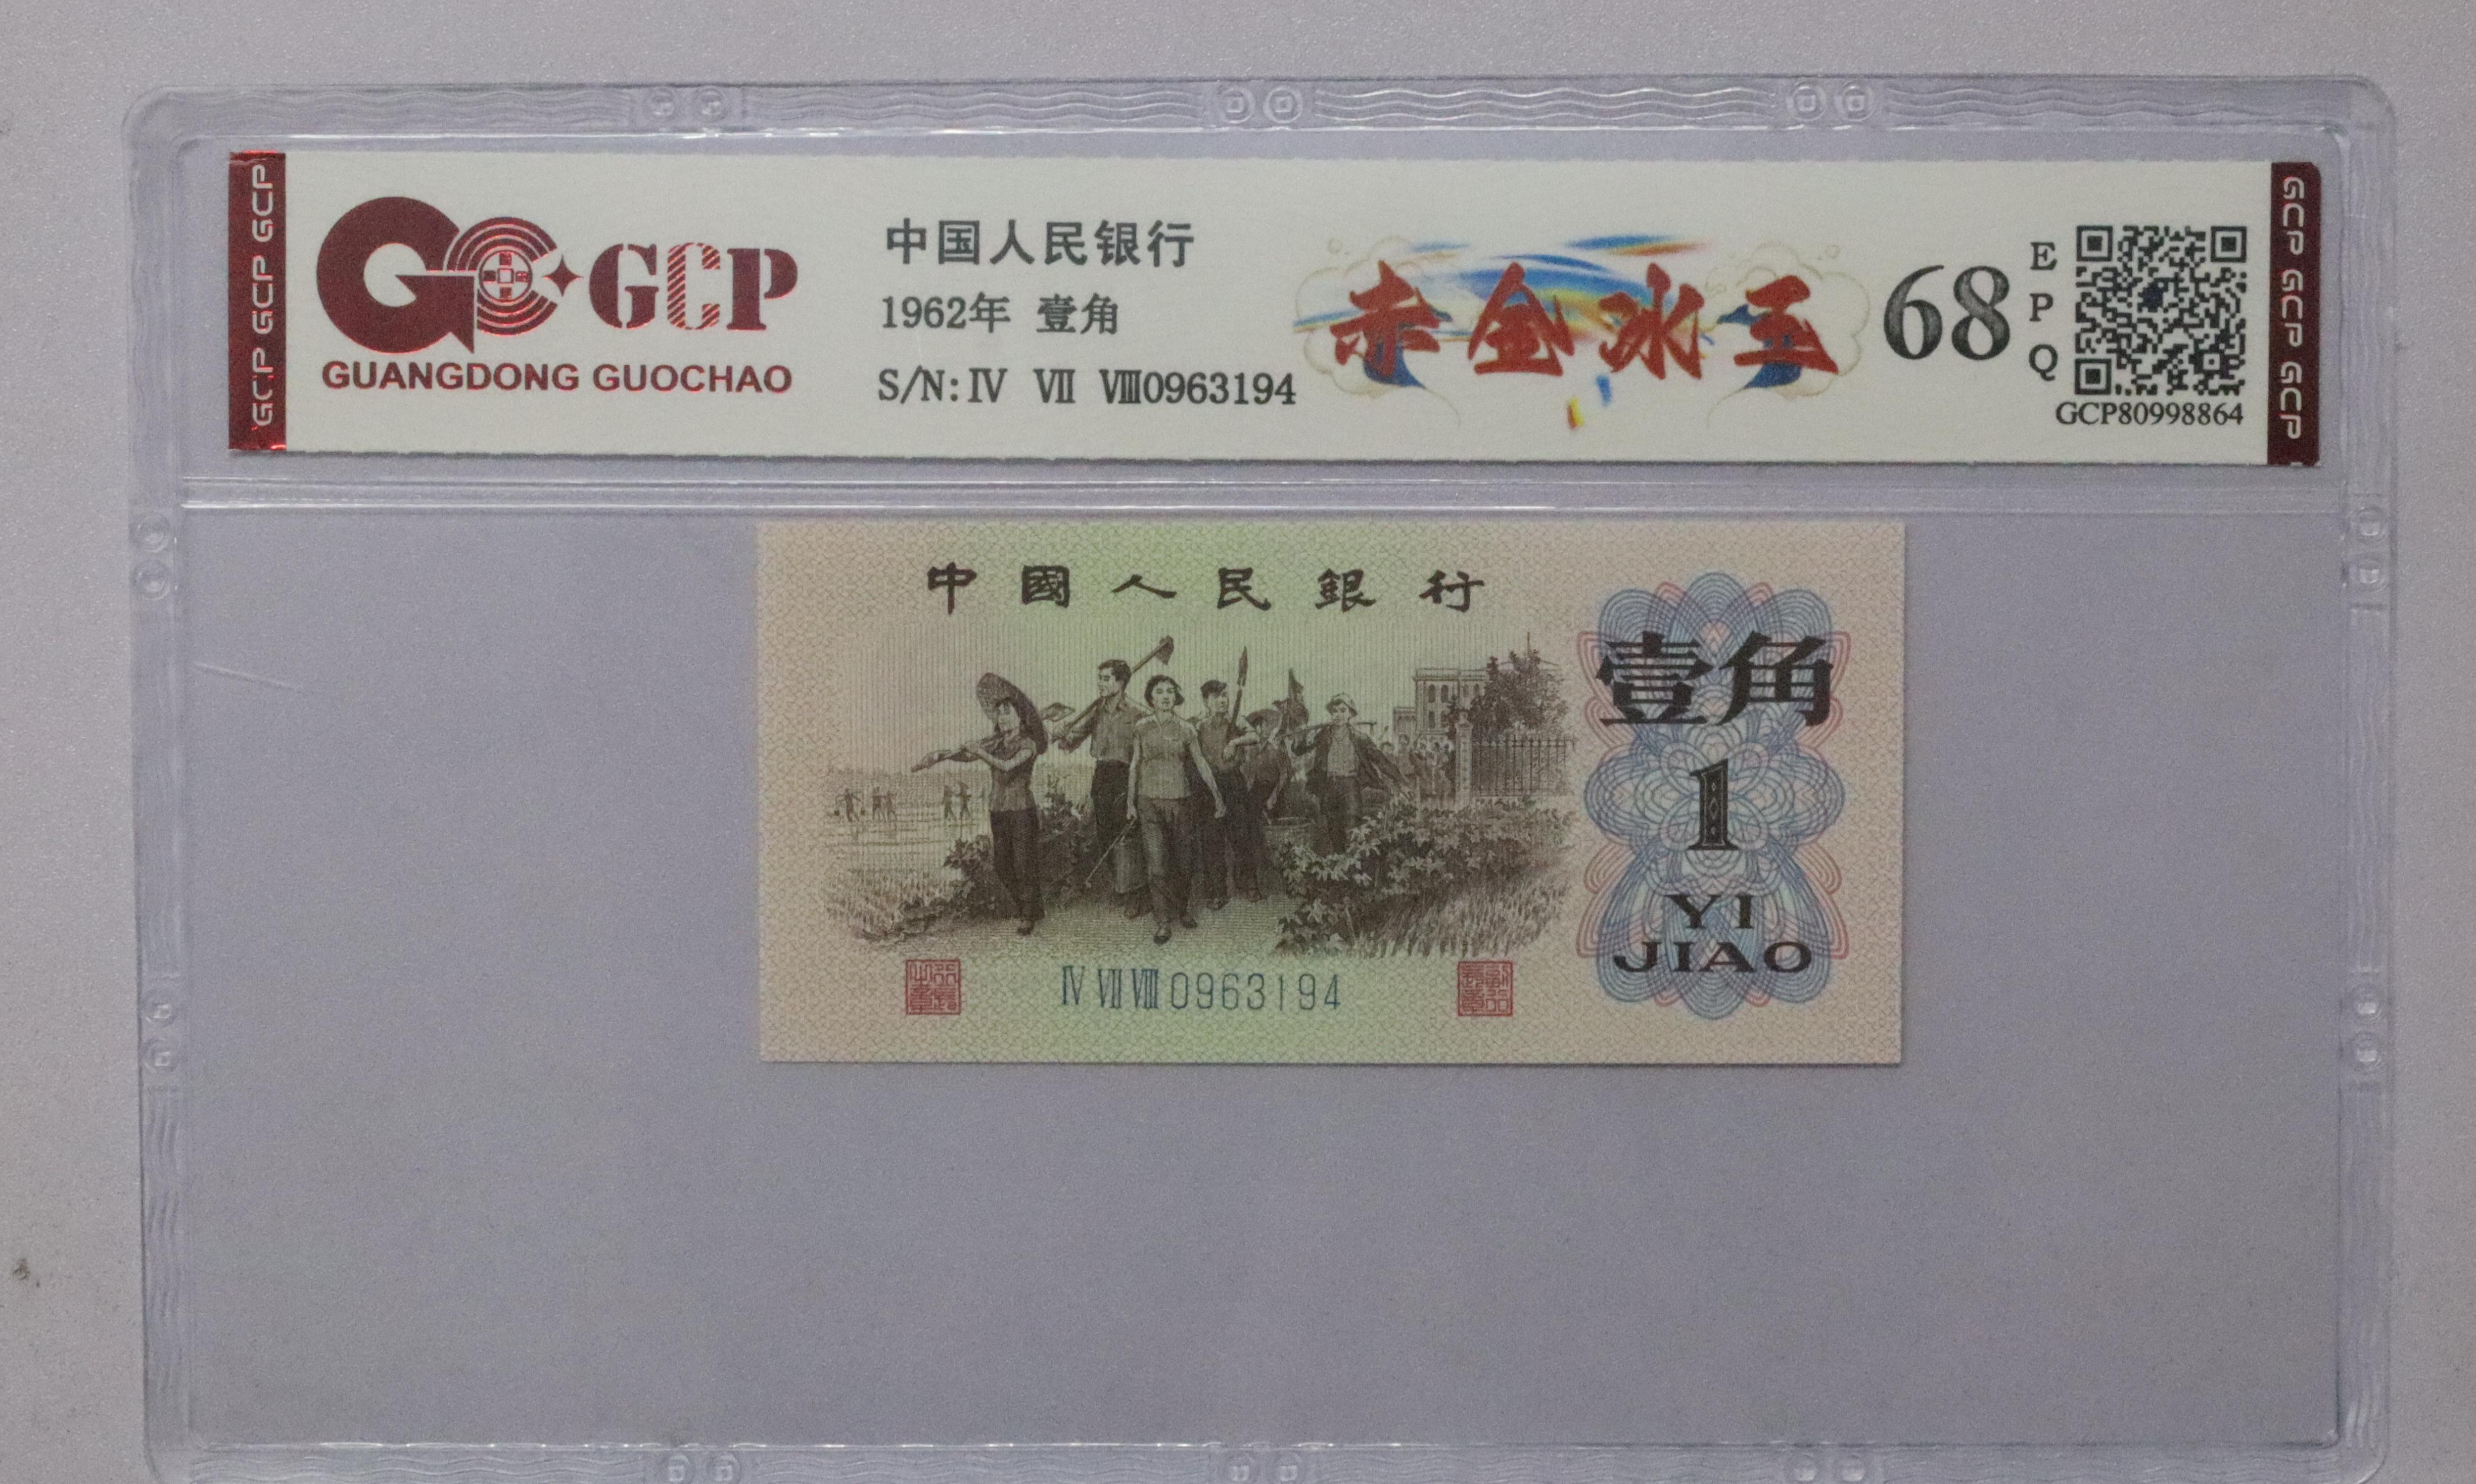 GCP GCP GCP
GCP
GUANGDONG GUOCHAO
中国人民银行
1962年 壹角
S/N:Ⅳ Ⅶ Ⅷ0963194
赤金冰玉
68
EPQ
GCP80998864
GCP GCP GCP
中國人民銀行
壹角
1
YI
JIAO
Ⅳ Ⅶ Ⅷ 0963194